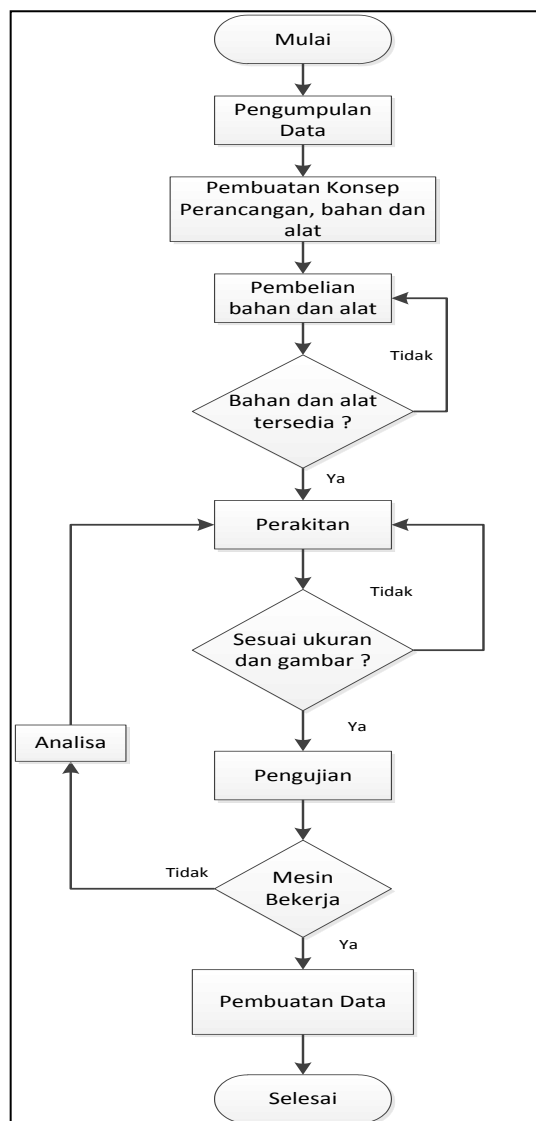 Mulai
Pengumpulan
Data
Pembuatan Konsep
Perancangan, bahan dan
alat
Pembelian
bahan dan alat
Tidak
Bahan dan alat
tersedia ?
Ya
Perakitan
Tidak
Sesuai ukuran
dan gambar ?
Ya
Analisa
Pengujian
Tidak
Mesin
Bekerja
Ya
Pembuatan Data
Selesai